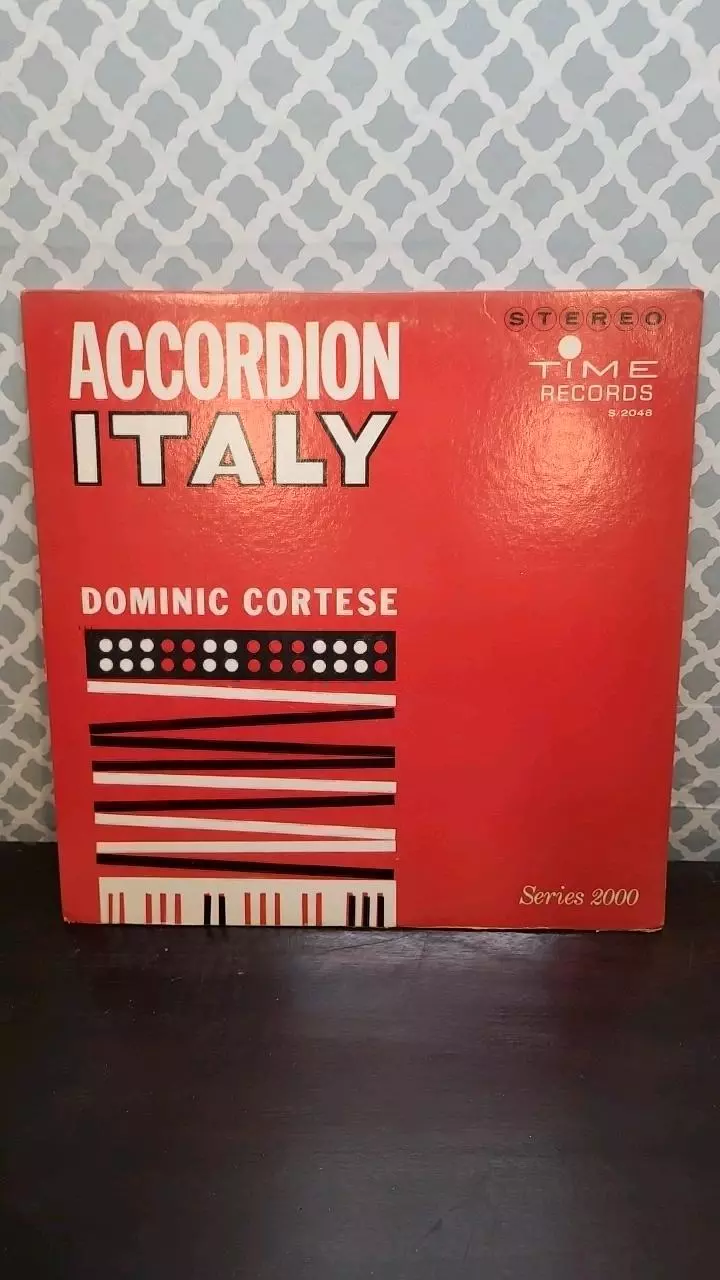 ACCORDION
ITALY
STEREO
TIME
RECORDS
S/2048
DOMINIC CORTESE
Series 2000